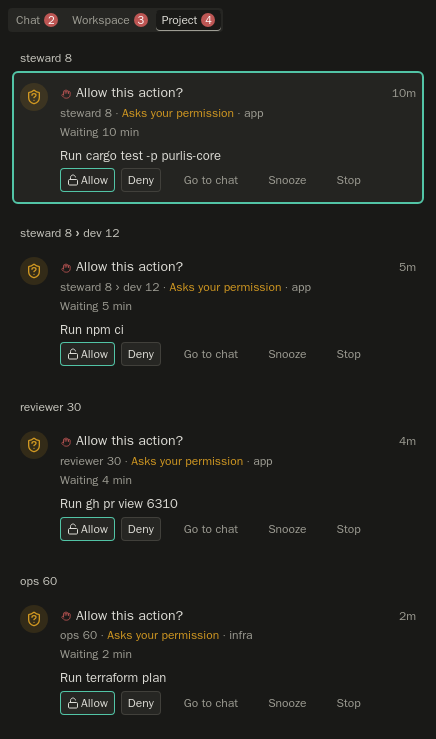 Chat 2 Workspace 3 Project 4
steward 8
Allow this action? 10m
steward 8 · Asks your permission · app
Waiting 10 min
Run cargo test -p purlis-core
Allow Deny Go to chat Snooze Stop
steward 8 › dev 12
Allow this action? 5m
steward 8 › dev 12 · Asks your permission · app
Waiting 5 min
Run npm ci
Allow Deny Go to chat Snooze Stop
reviewer 30
Allow this action? 4m
reviewer 30 · Asks your permission · app
Waiting 4 min
Run gh pr view 6310
Allow Deny Go to chat Snooze Stop
ops 60
Allow this action? 2m
ops 60 · Asks your permission · infra
Waiting 2 min
Run terraform plan
Allow Deny Go to chat Snooze Stop